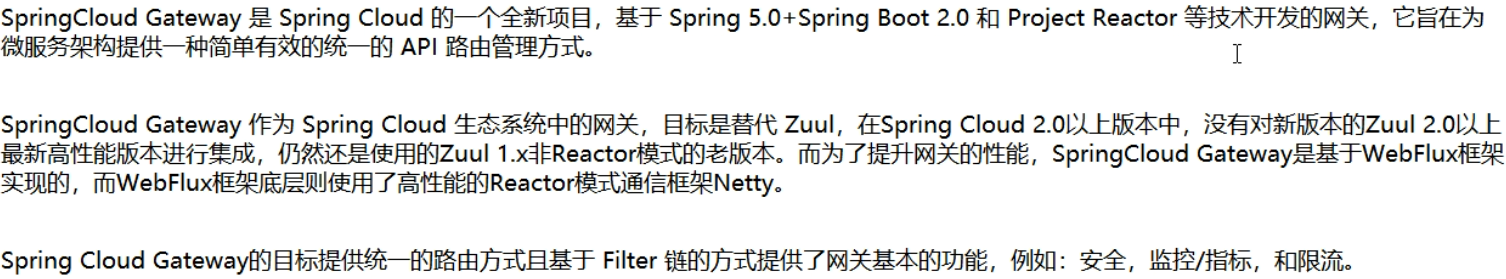 SpringCloud Gateway 是 Spring Cloud 的一个全新项目，基于 Spring 5.0+Spring Boot 2.0 和 Project Reactor 等技术开发的网关，它旨在为
微服务架构提供一种简单有效的统一的 API 路由管理方式。
SpringCloud Gateway 作为 Spring Cloud 生态系统中的网关，目标是替代 Zuul，在Spring Cloud 2.0以上版本中，没有对新版本的Zuul 2.0以上
最新高性能版本进行集成，仍然还是使用的Zuul 1.x非Reactor模式的老版本。而为了提升网关的性能，SpringCloud Gateway是基于WebFlux框架
实现的，而WebFlux框架底层则使用了高性能的Reactor模式通信框架Netty。
Spring Cloud Gateway的目标提供统一的路由方式且基于 Filter 链的方式提供了网关基本的功能，例如：安全，监控/指标，和限流。